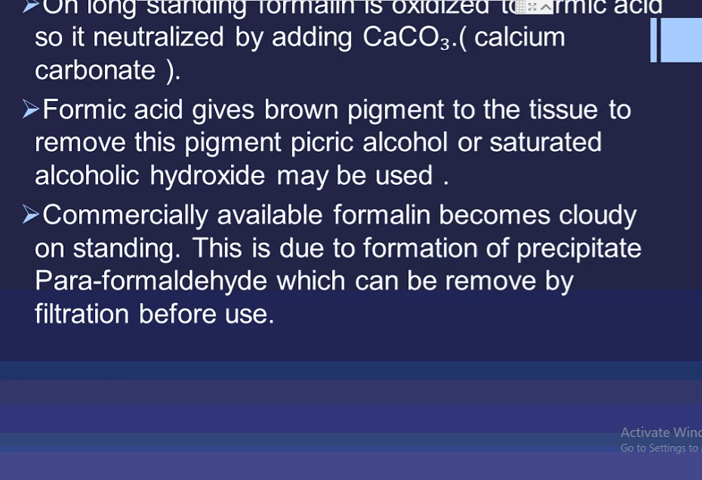 ➢On long standing formalin is oxidized to formic acid
so it neutralized by adding CaCO₃.( calcium
carbonate ).
➢Formic acid gives brown pigment to the tissue to
remove this pigment picric alcohol or saturated
alcoholic hydroxide may be used .
➢Commercially available formalin becomes cloudy
on standing. This is due to formation of precipitate
Para-formaldehyde which can be remove by
filtration before use.
Activate Win
Go to Settings to